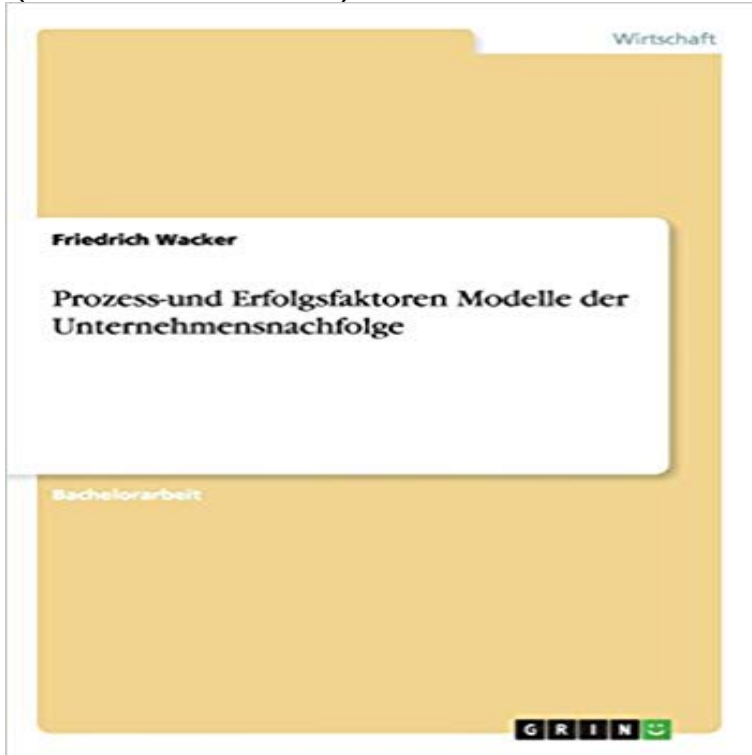 Wirtschaft
Friedrich Wacker
Prozess-und Erfolgsfaktoren Modelle der
Unternehmensnachfolge
Bachelorarbeit
GRIN